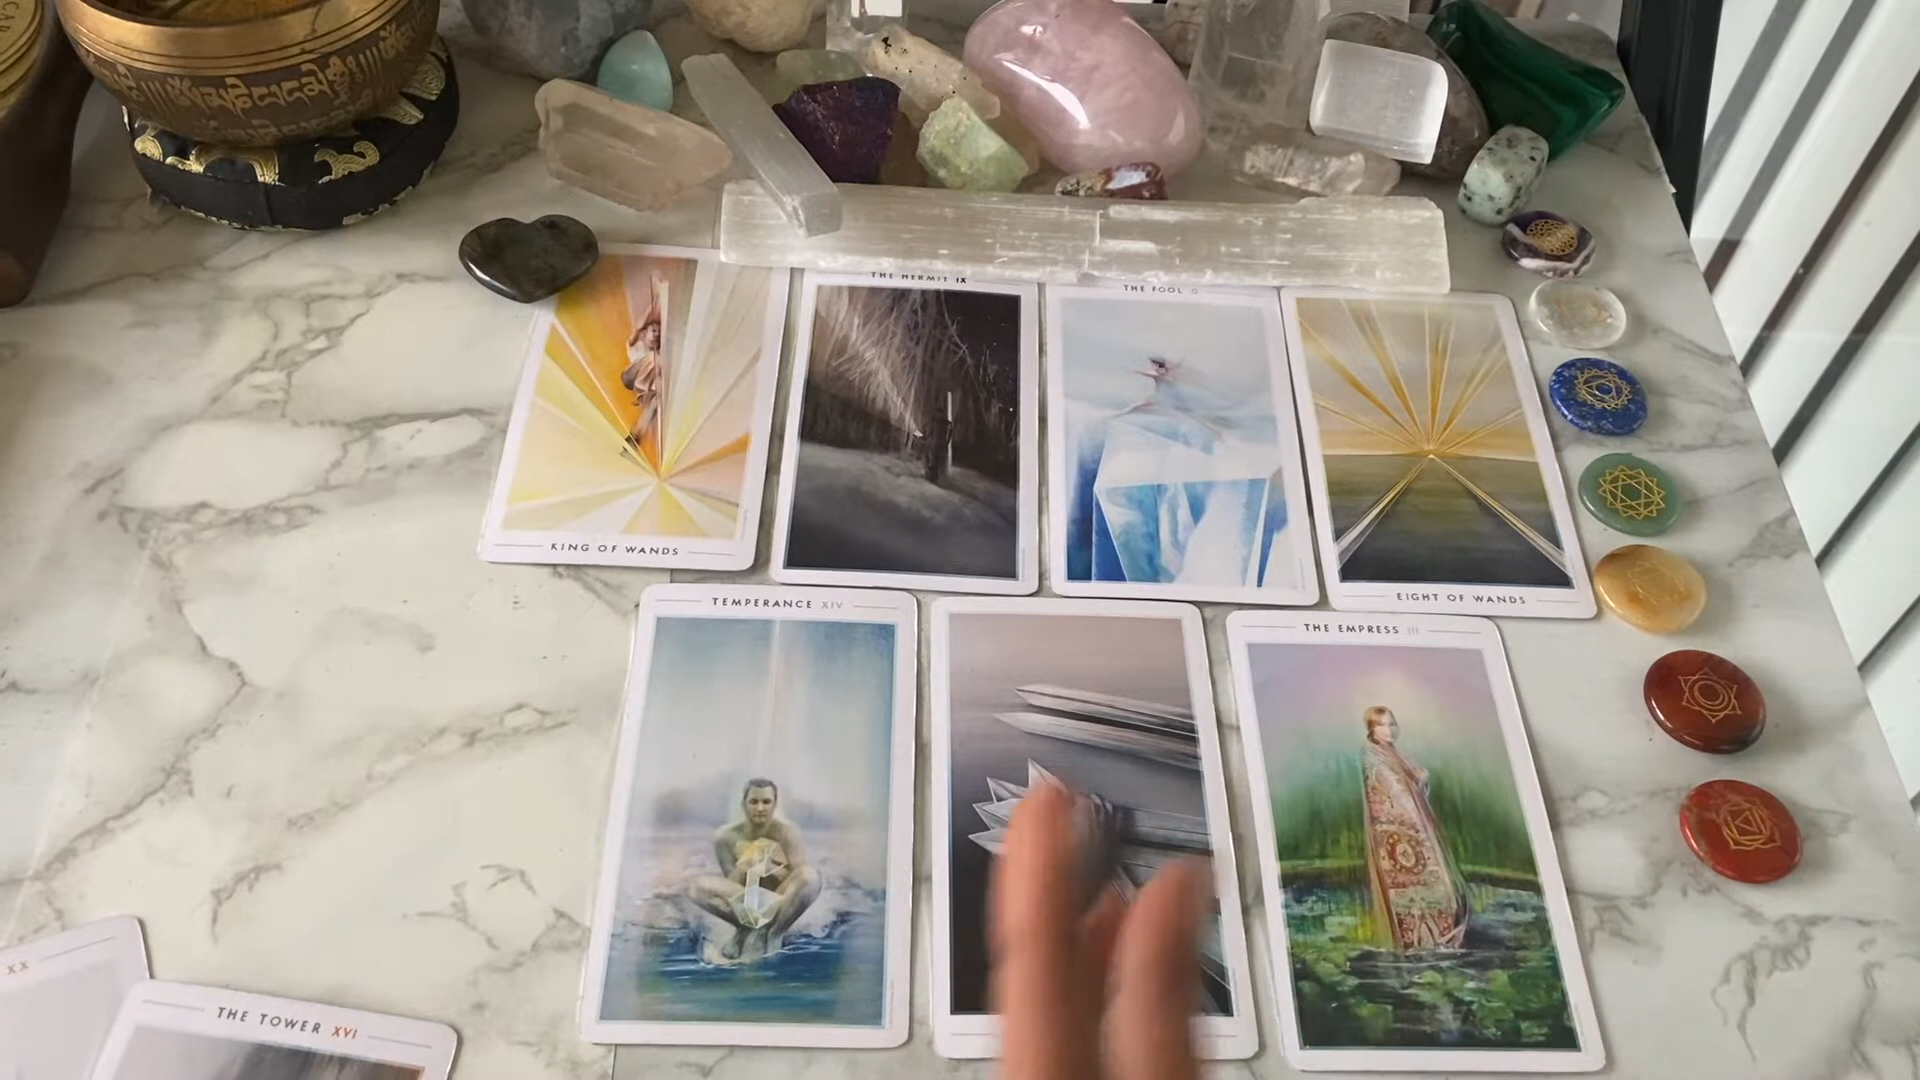 THE HERMIT IX
THE FOOL 0
KING OF WANDS
EIGHT OF WANDS
TEMPERANCE XIV
THE EMPRESS III
XX
THE TOWER XVI